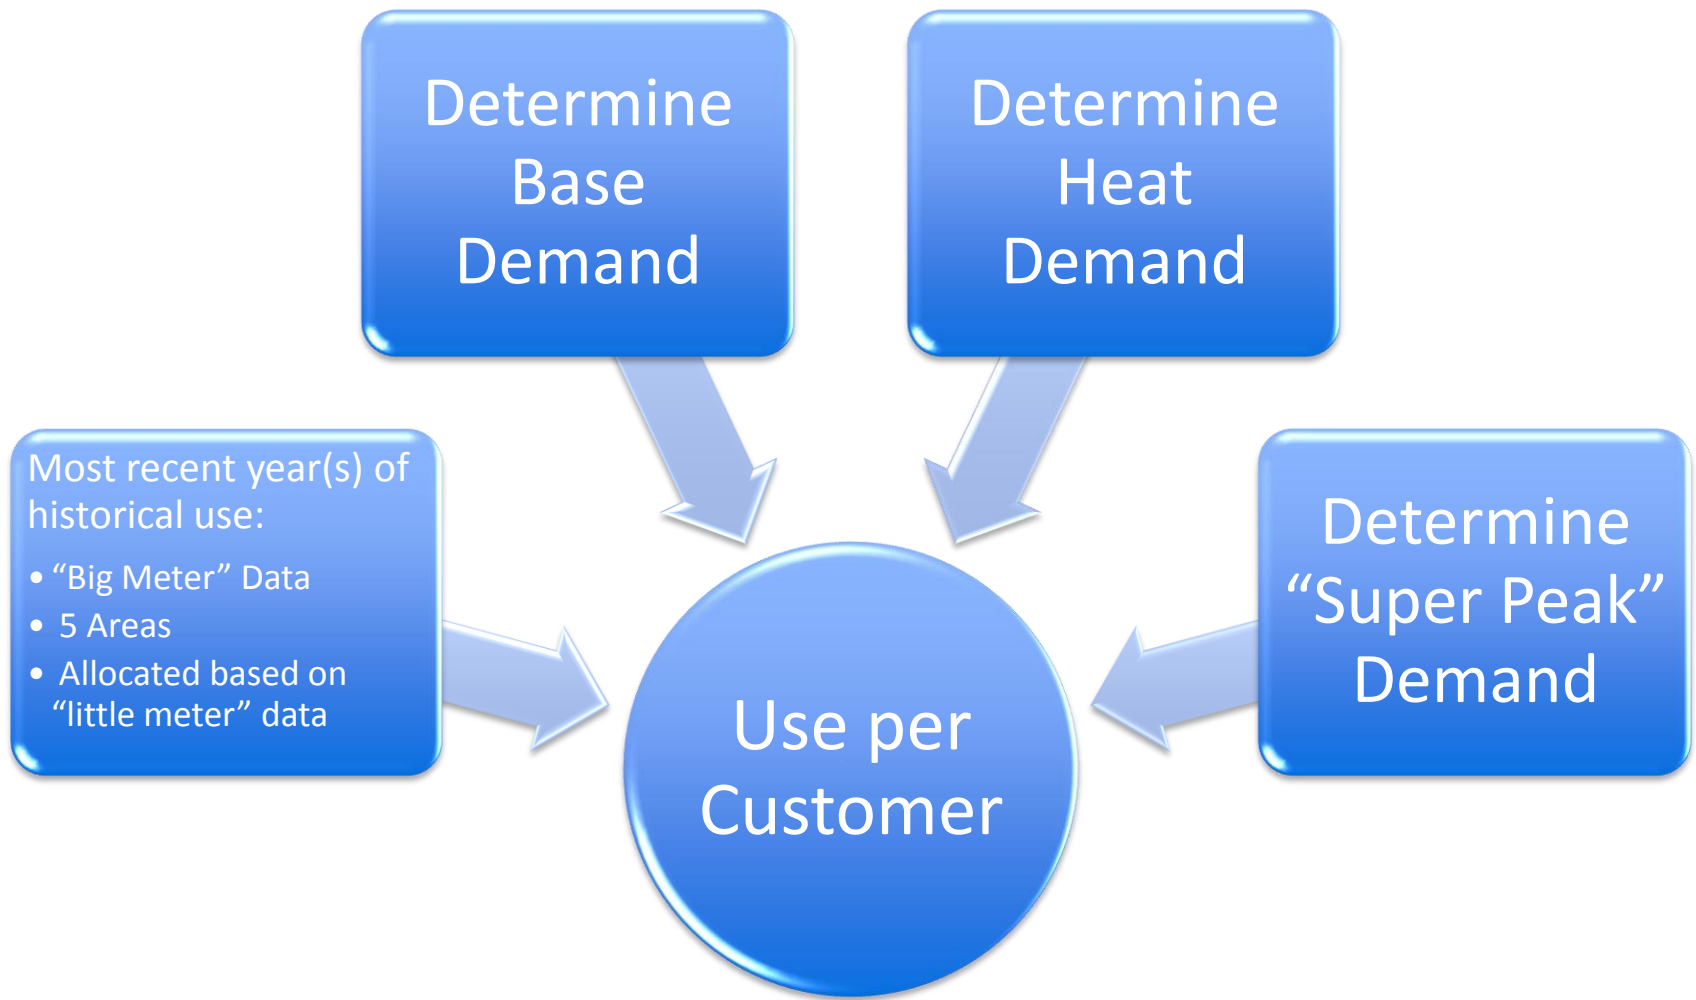 Determine
Base
Demand
Determine
Heat
Demand
Most recent year(s) of
historical use:
• “Big Meter” Data
• 5 Areas
• Allocated based on
“little meter” data
Determine
“Super Peak”
Demand
Use per
Customer